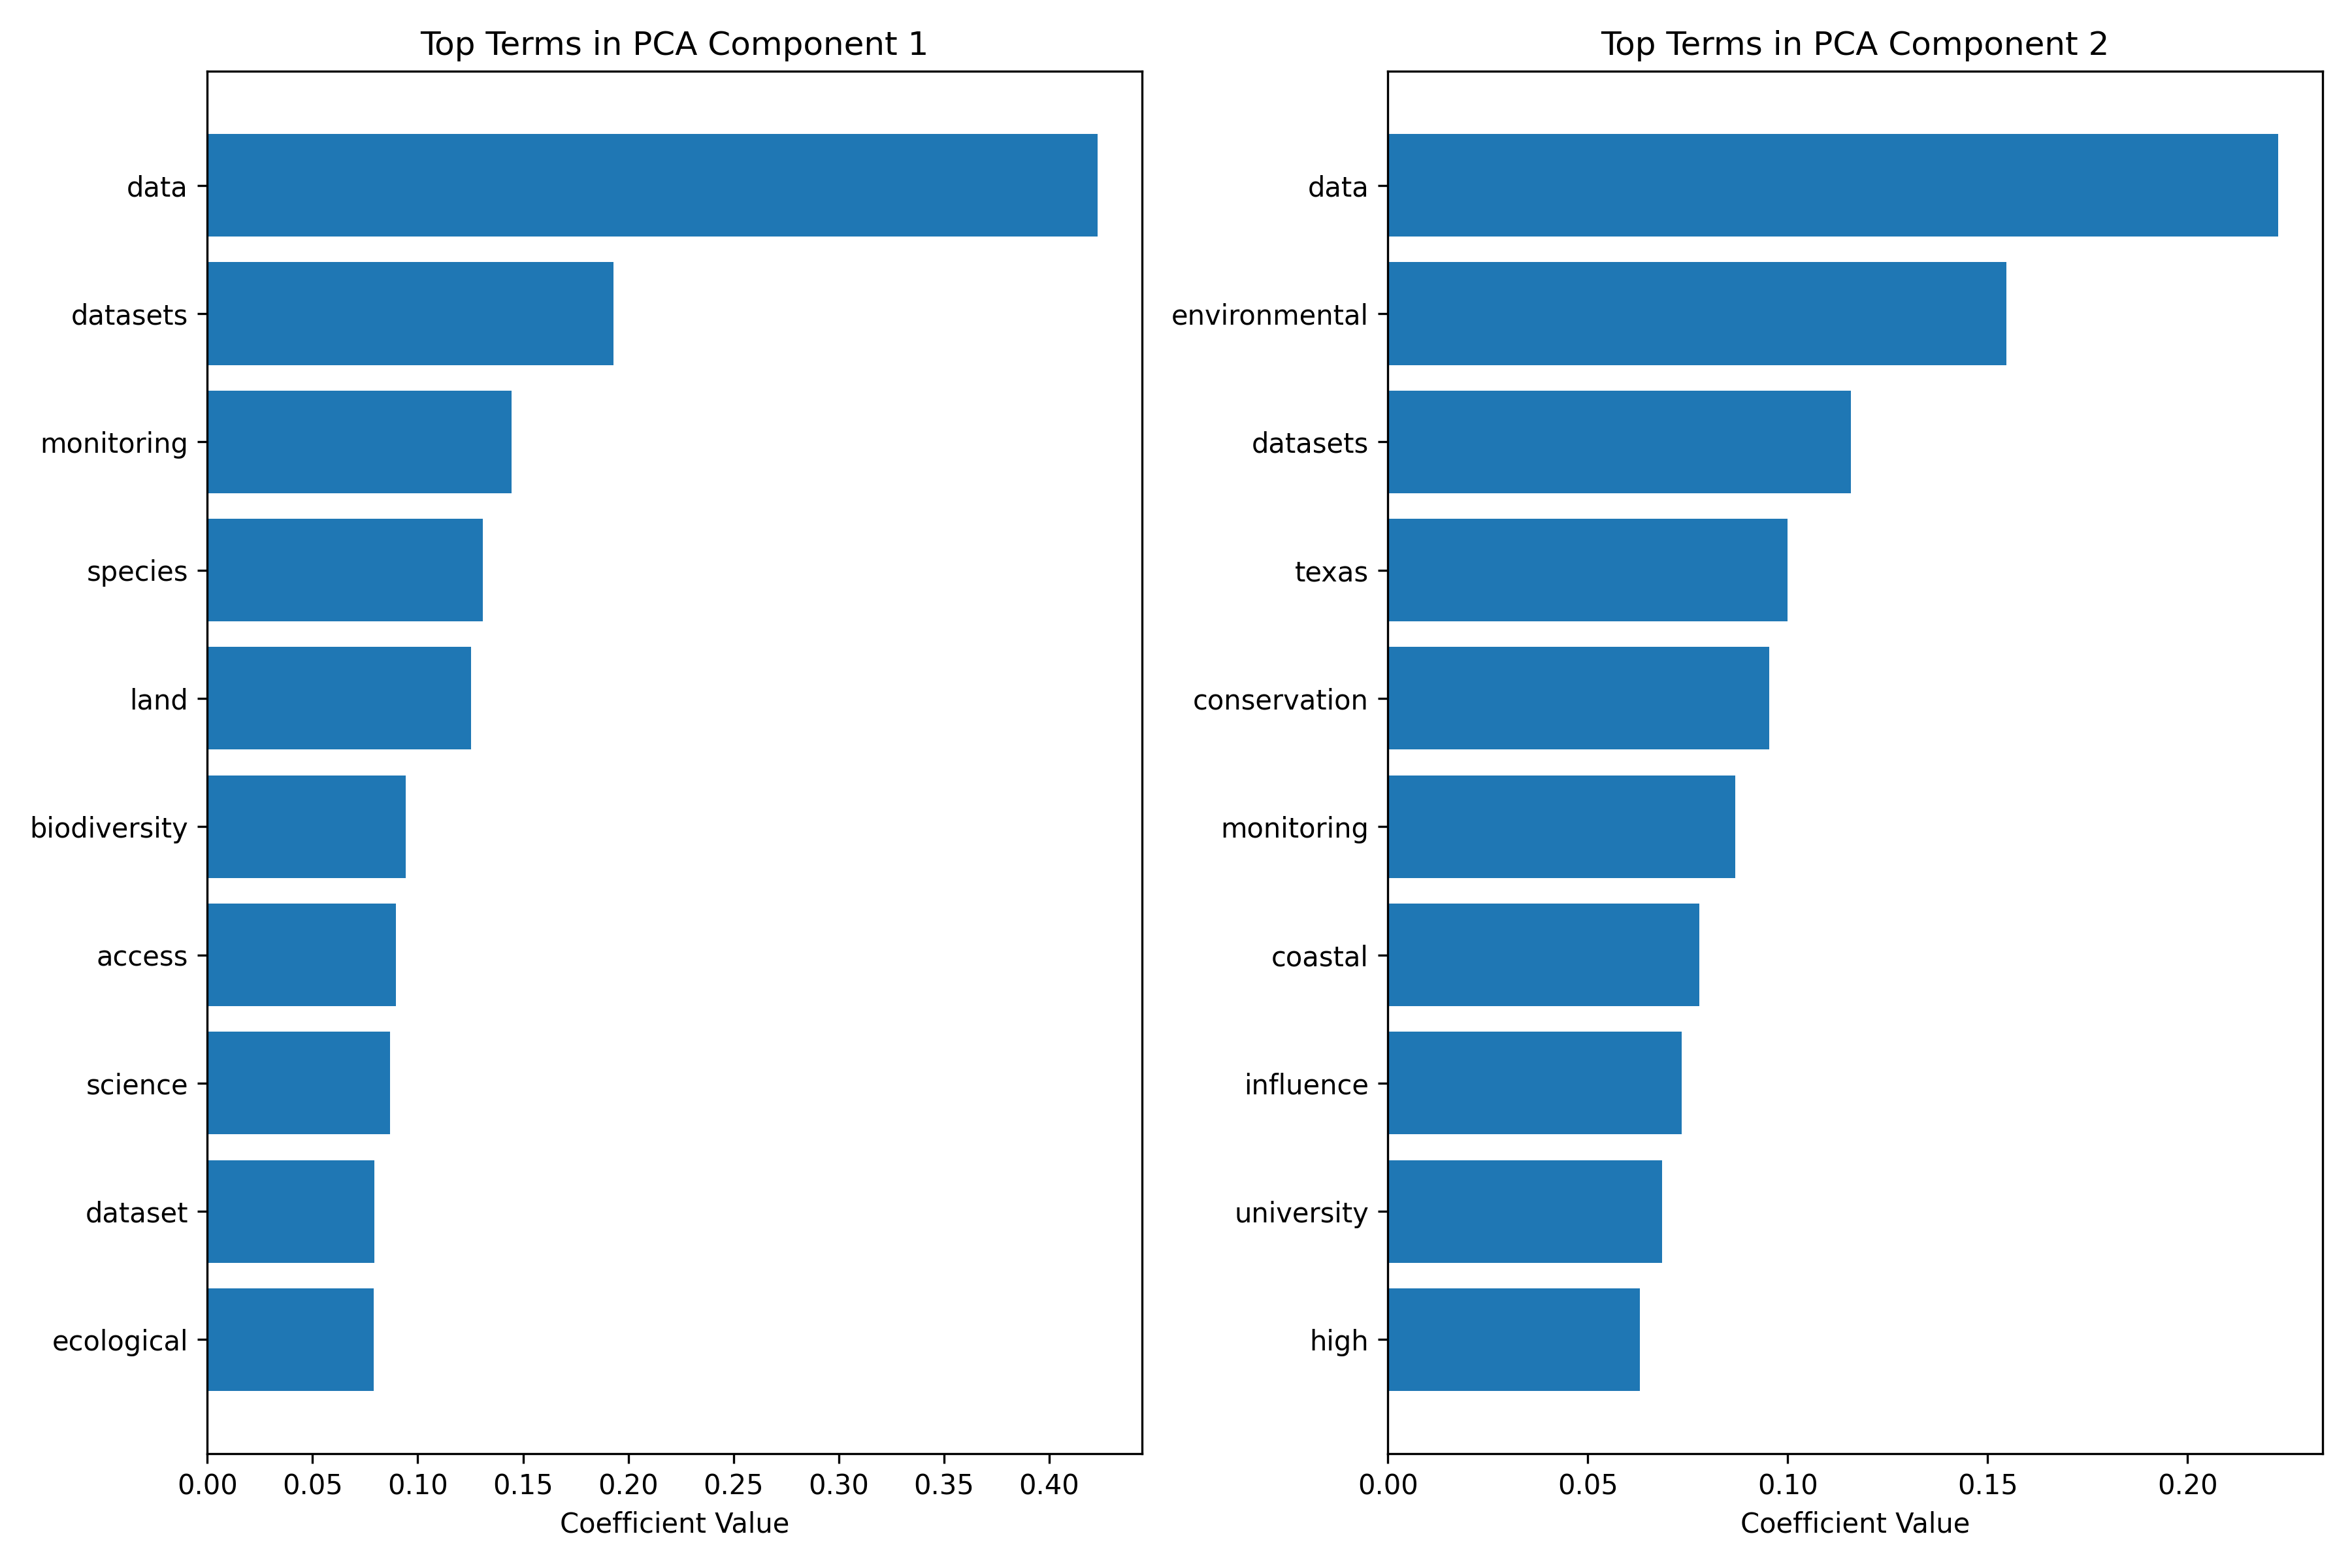 Top Terms in PCA Component 1
data
datasets
monitoring
species
land
biodiversity
access
science
dataset
ecological
0.00 0.05 0.10 0.15 0.20 0.25 0.30 0.35 0.40
Coefficient Value
Top Terms in PCA Component 2
data
environmental
datasets
texas
conservation
monitoring
coastal
influence
university
high
0.00 0.05 0.10 0.15 0.20
Coefficient Value